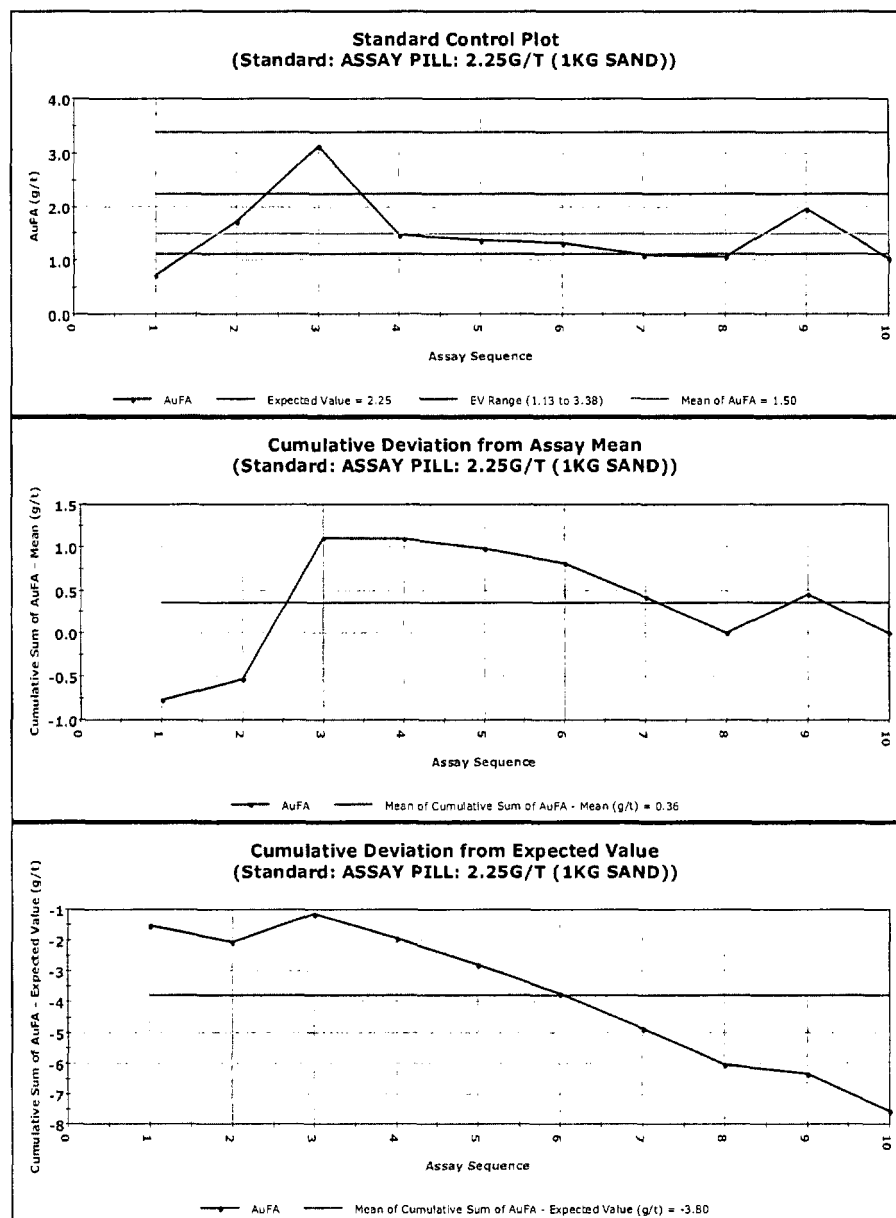 Standard Control Plot
(Standard: ASSAY PILL: 2.25G/T (1KG SAND))
AuFA (g/t)
4.0
3.0
2.0
1.0
0.0
0 1 2 3 4 5 6 7 8 9 10
Assay Sequence
AuFA Expected Value = 2.25 EV Range (1.13 to 3.38) Mean of AuFA = 1.50
Cumulative Deviation from Assay Mean
(Standard: ASSAY PILL: 2.25G/T (1KG SAND))
Cumulative Sum of AuFA - Mean (g/t)
1.5
1.0
0.5
0.0
-0.5
-1.0
0 1 2 3 4 5 6 7 8 9 10
Assay Sequence
AuFA Mean of Cumulative Sum of AuFA - Mean (g/t) = 0.36
Cumulative Deviation from Expected Value
(Standard: ASSAY PILL: 2.25G/T (1KG SAND))
Cumulative Sum of AuFA - Expected Value (g/t)
-1
-2
-3
-4
-5
-6
-7
-8
0 1 2 3 4 5 6 7 8 9 10
Assay Sequence
AuFA Mean of Cumulative Sum of AuFA - Expected Value (g/t) = -3.80